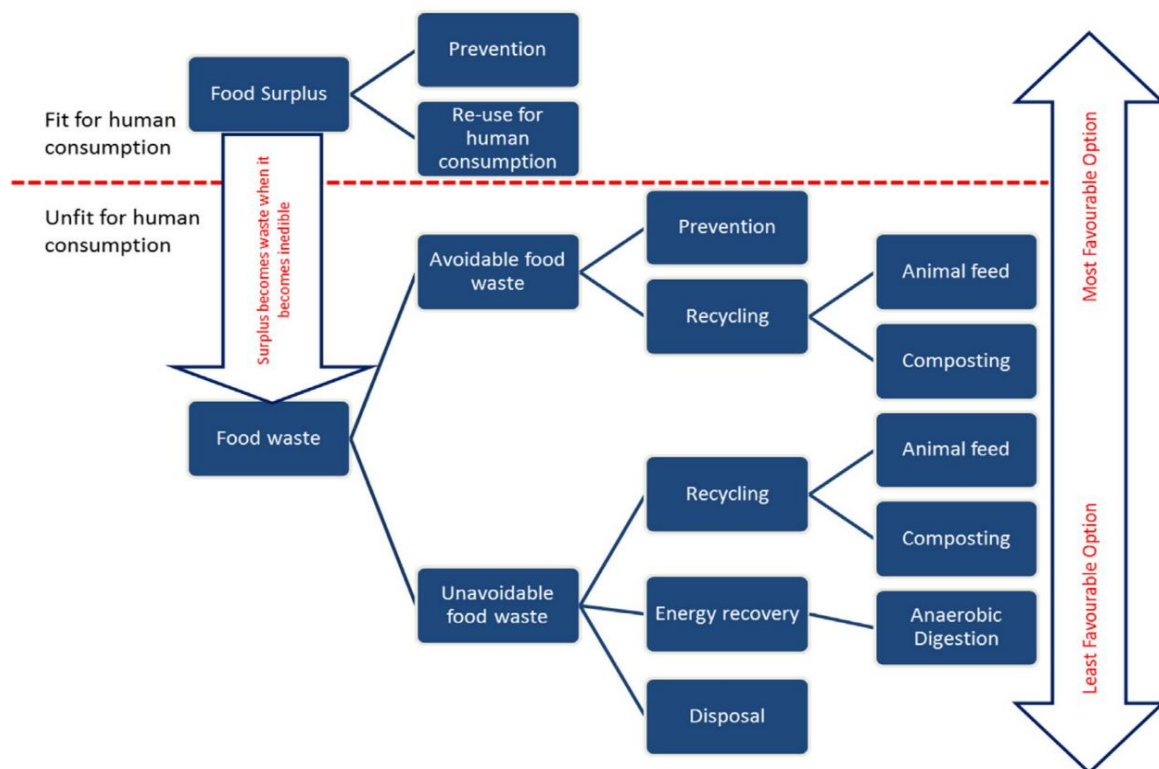 Prevention
Food Surplus
Re-use for
human
consumption
Fit for human
consumption
Surplus becomes waste when it
becomes inedible
Unfit for human
consumption
Prevention
Avoidable food
waste
Recycling
Animal feed
Composting
Food waste
Unavoidable
food waste
Recycling
Animal feed
Composting
Energy recovery
Anaerobic
Digestion
Disposal
Most Favourable Option
Least Favourable Option